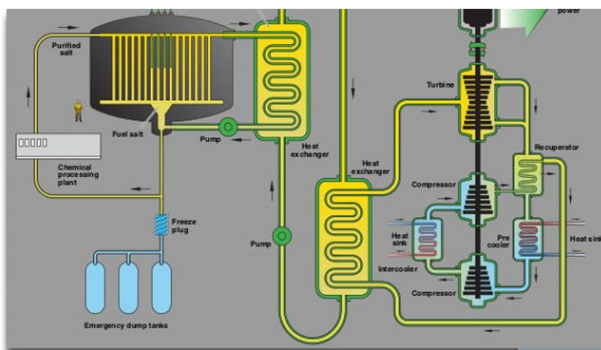 power
Purified
salt
Turbine
Fuel salt
Pump
Heat
exchanger
Recuperator
Chemical
processing
plant
Heat
exchanger
Compressor
Freeze
plug
Pump
Heat
sink
Pre
cooler
Heat sink
Intercooler
Compressor
Emergency dump tanks